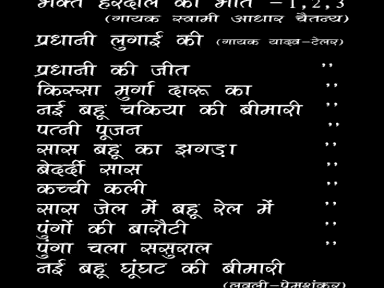 भक्त हरदौल का भात – 1,2,3
(गायक स्वामी आधार चैतन्य)
प्रधानी लुगाई की (गायक यादव-टेलर)
प्रधानी की जीत ''
किस्सा मुर्गा दारू का ''
नई बहू चकिया की बीमारी ''
पत्नी पूजन ''
सास बहू का झगड़ा ''
बेदर्दी सास ''
कच्ची कली ''
सास जेल में बहू रेल में ''
पुंगों की बारौटी ''
पुंगा चला ससुराल ''
नई बहू घूंघट की बीमारी
(लवली-प्रेमशंकर)